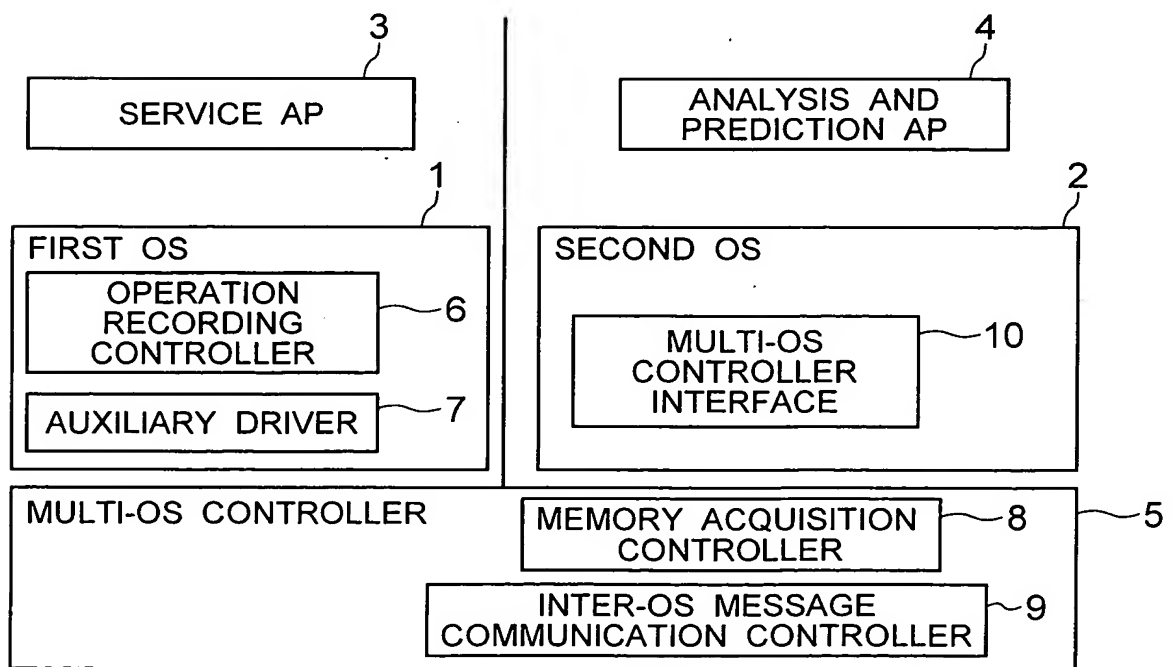 3
4
SERVICE AP
ANALYSIS AND
PREDICTION AP
1
2
FIRST OS
OPERATION
RECORDING
CONTROLLER
6
AUXILIARY DRIVER
7
SECOND OS
MULTI-OS
CONTROLLER
INTERFACE
10
MULTI-OS CONTROLLER
5
MEMORY ACQUISITION
CONTROLLER
8
INTER-OS MESSAGE
COMMUNICATION CONTROLLER
9